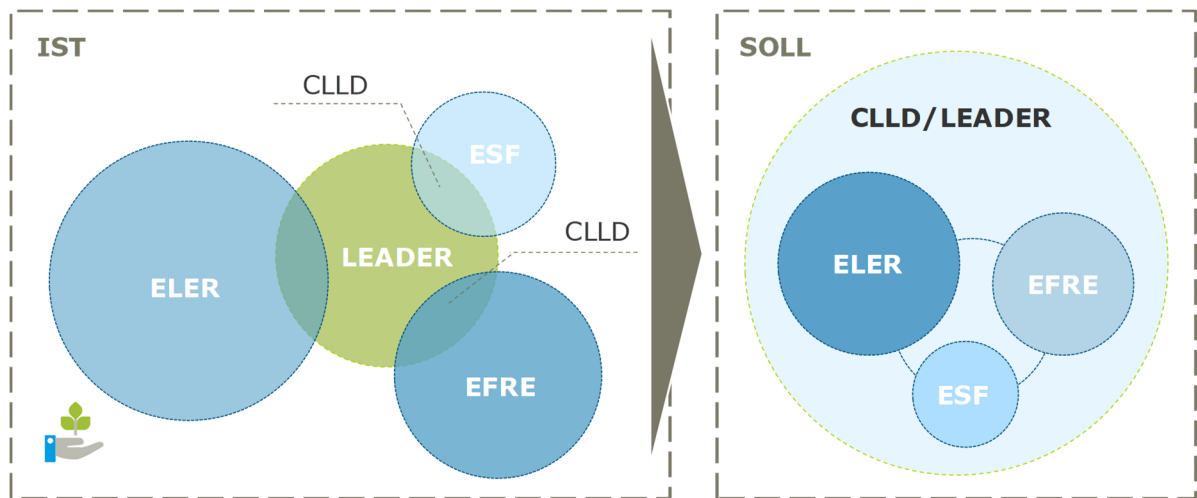 IST
CLLD
ESF
CLLD
LEADER
ELER
EFRE
SOLL
CLLD/LEADER
ELER
EFRE
ESF